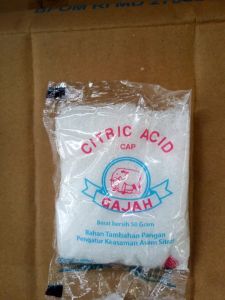 CITRIC ACID
CAP
GAJAH
Berat bersih 50 Gram
Bahan Tambahan Pangan
Pengatur Keasaman Asam Sitrat